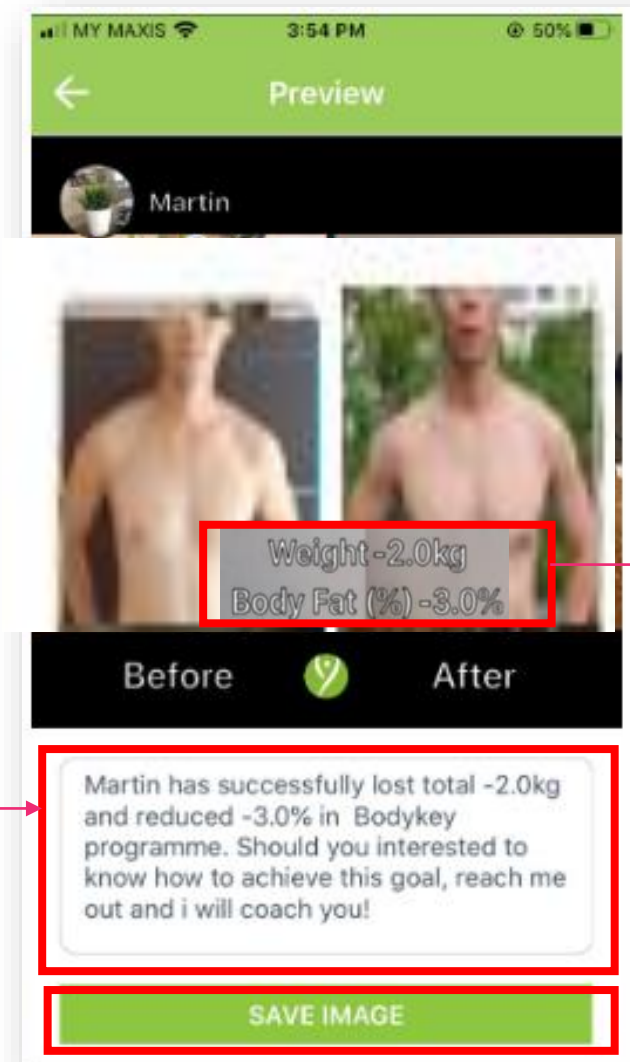 MY MAXIS 3:54 PM 50%
Preview
Martin
Weight -2.0kg
Body Fat (%) -3.0%
Before After
Martin has successfully lost total -2.0kg
and reduced -3.0% in Bodykey
programme. Should you interested to
know how to achieve this goal, reach me
out and i will coach you!
SAVE IMAGE